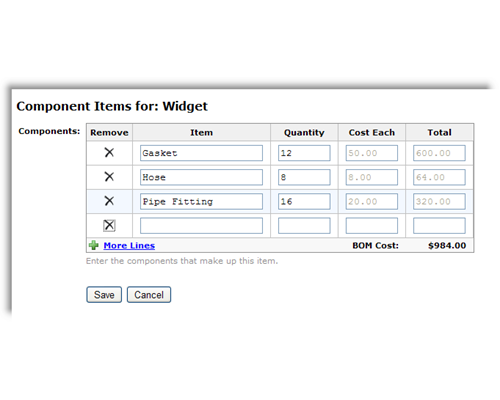 Component Items for: Widget
Components: Remove Item Quantity Cost Each Total
Gasket 12 50.00 600.00
Hose 8 8.00 64.00
Pipe Fitting 16 20.00 320.00
More Lines BOM Cost: $984.00
Enter the components that make up this item.
Save Cancel